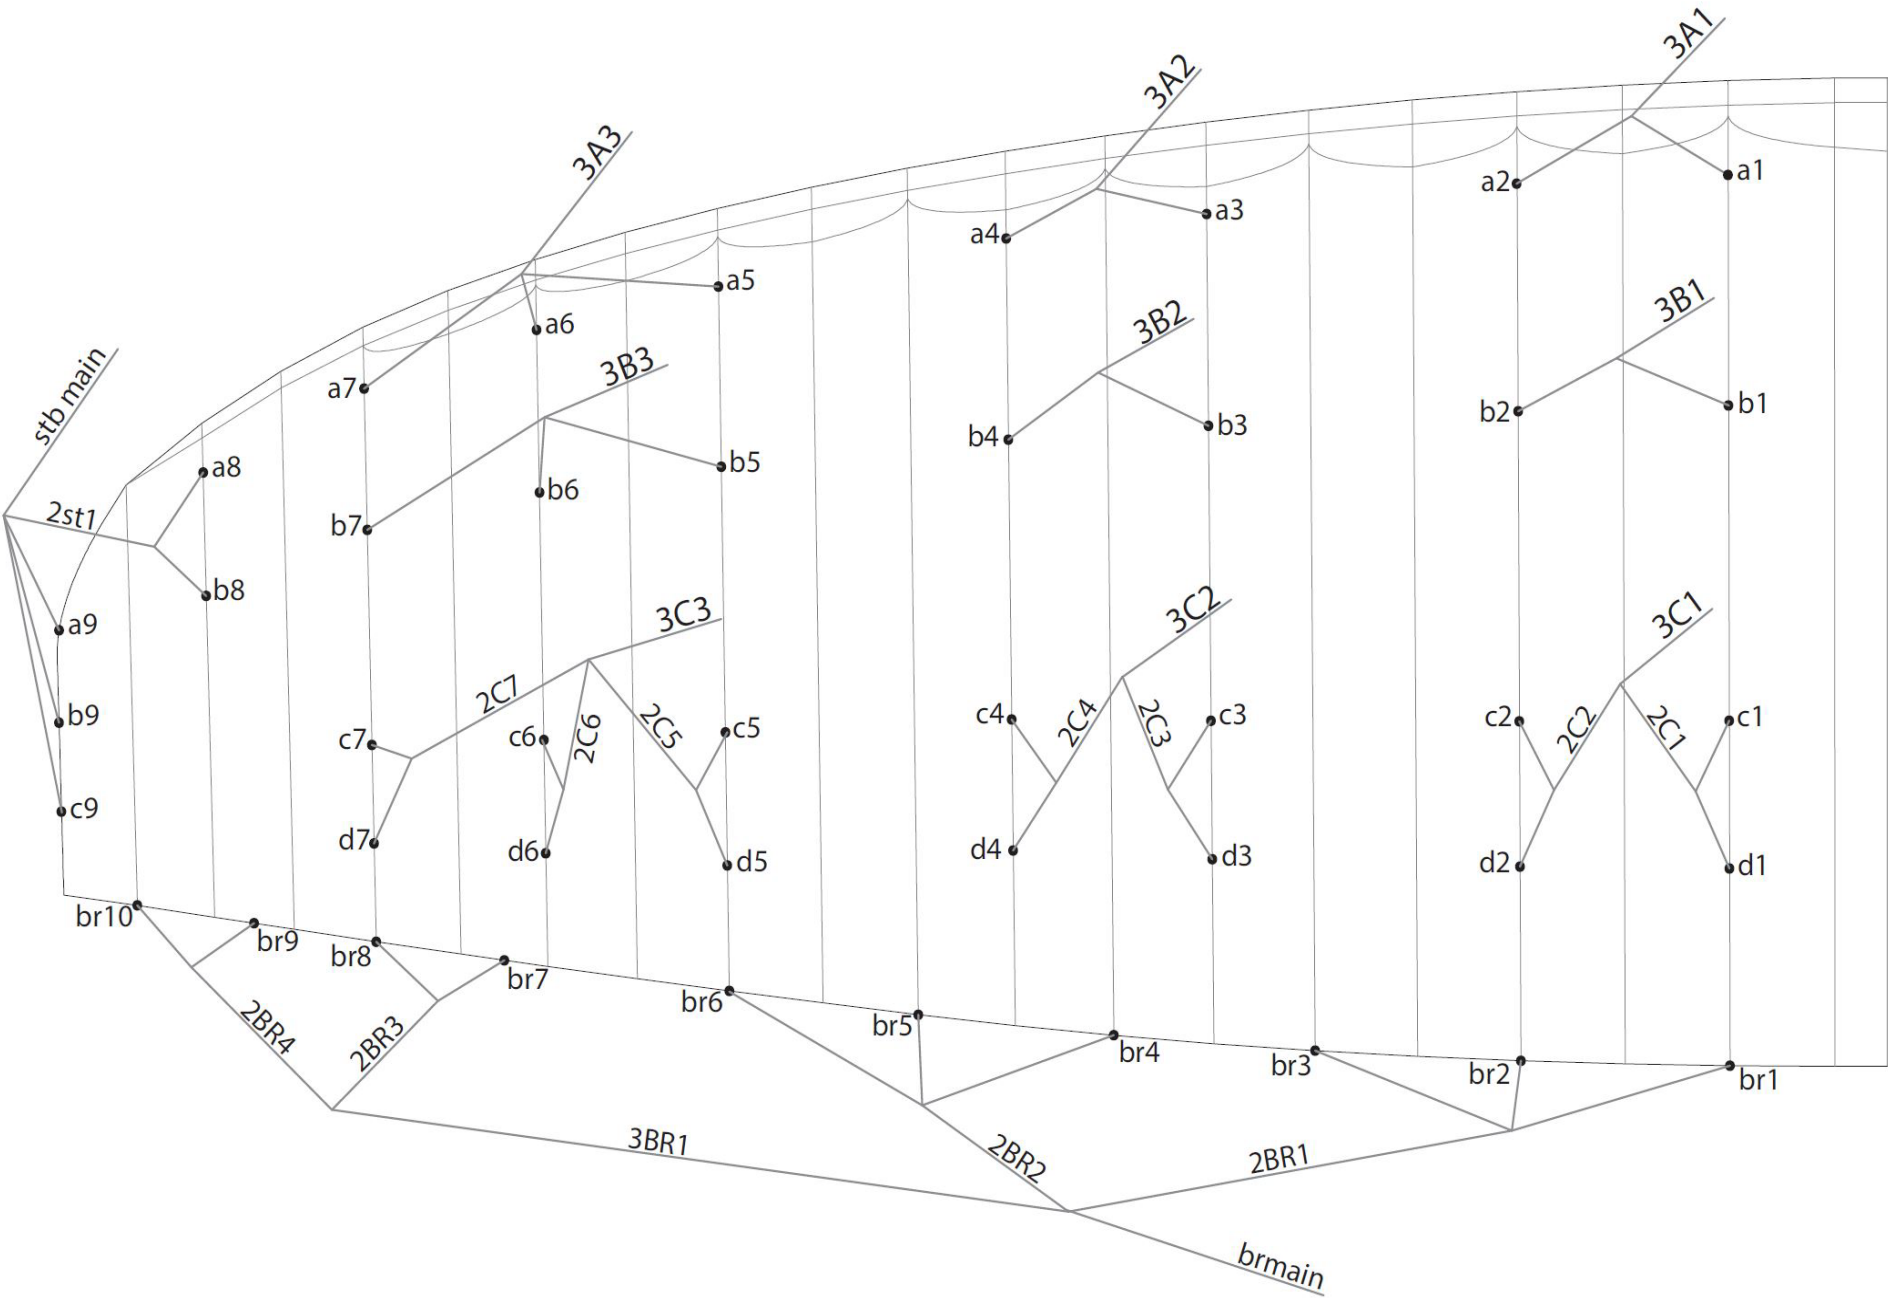 3A1
3A2
3A3
a1
a2
a3
a4
a5
a6
a7
3B1
3B2
3B3
stb main
b1
b2
b3
b4
b5
b6
b7
a8
2st1
b8
a9
b9
c9
3C1
3C2
3C3
2C7
2C6
2C5
2C4
2C3
2C2
2C1
c7
c6
c5
c4
c3
c2
c1
d7
d6
d5
d4
d3
d2
d1
br10
br9
br8
br7
br6
br5
br4
br3
br2
br1
2BR4
2BR3
3BR1
2BR2
2BR1
brmain